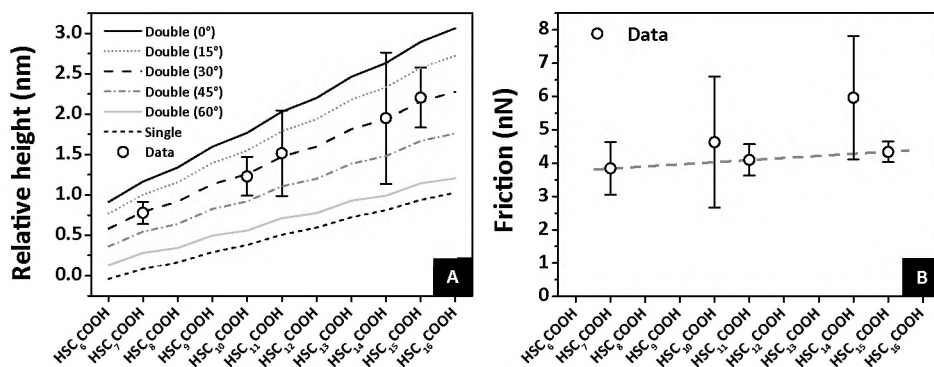 Relative height (nm)
3.0
2.5
2.0
1.5
1.0
0.5
0.0
Double (0°)
Double (15°)
Double (30°)
Double (45°)
Double (60°)
Single
Data
A
HSC6COOH
HSC7COOH
HSC8COOH
HSC9COOH
HSC10COOH
HSC11COOH
HSC12COOH
HSC13COOH
HSC14COOH
HSC15COOH
HSC16COOH
Friction (nN)
8
7
6
5
4
3
2
1
0
Data
B
HSC6COOH
HSC7COOH
HSC8COOH
HSC9COOH
HSC10COOH
HSC11COOH
HSC12COOH
HSC13COOH
HSC14COOH
HSC15COOH
HSC16COOH